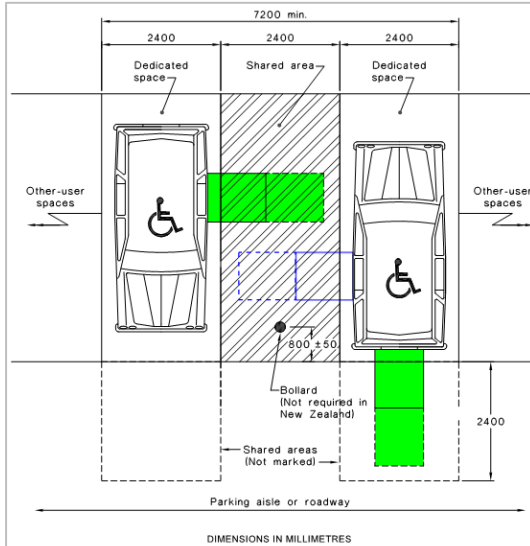 7200 min.
2400
2400
2400
Dedicated
space
Shared area
Dedicated
space
Other-user
spaces
Other-user
spaces
800 ±50
Bollard
(Not required in
New Zealand)
2400
Shared areas
(Not marked)
Parking aisle or roadway
DIMENSIONS IN MILLIMETRES